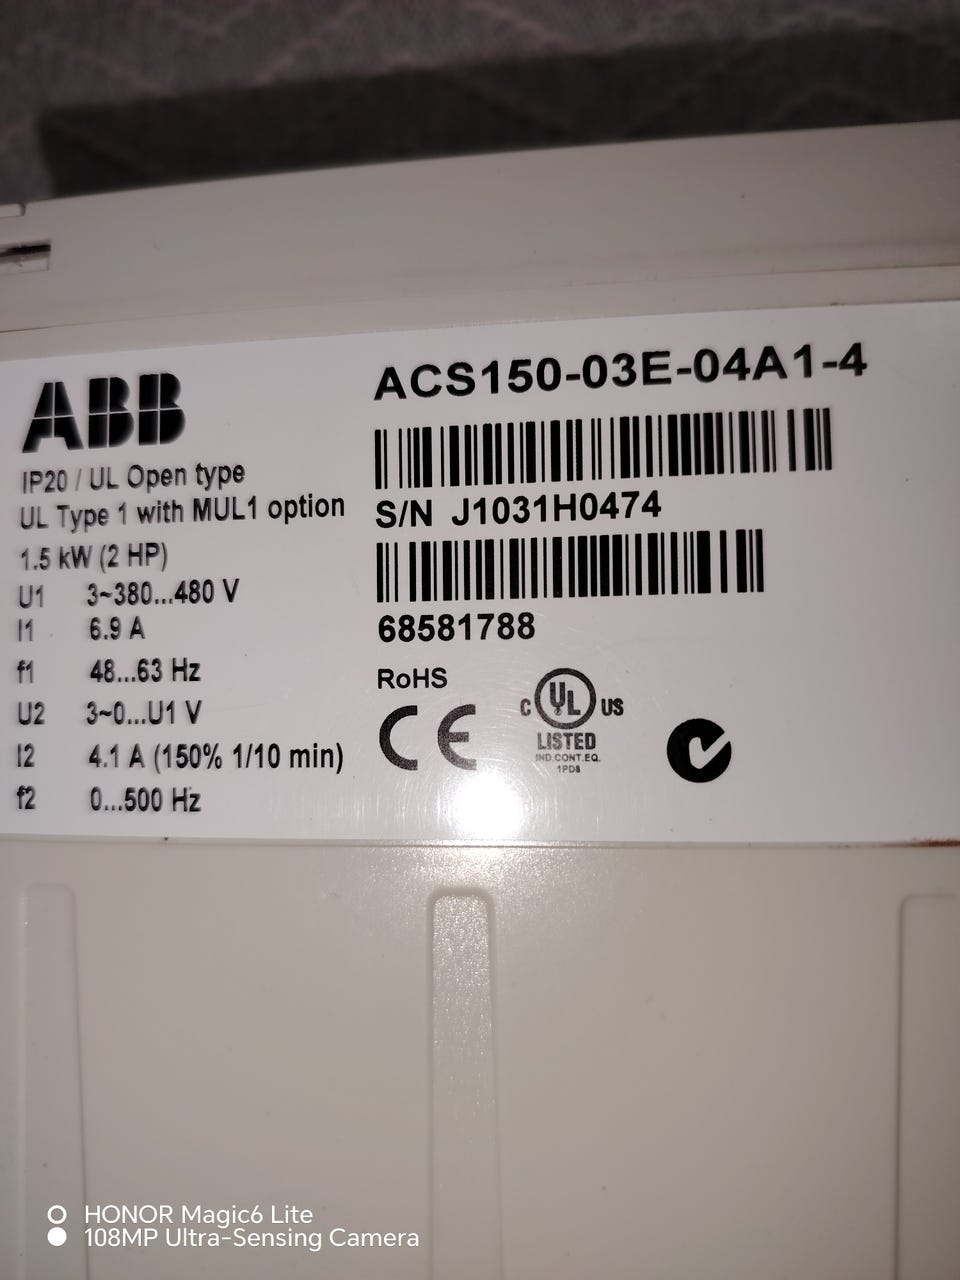 ABB
IP20 / UL Open type
UL Type 1 with MUL1 option
1.5 kW (2 HP)
U1 3~380...480 V
I1 6.9 A
f1 48...63 Hz
U2 3~0...U1 V
I2 4.1 A (150% 1/10 min)
f2 0...500 Hz
ACS150-03E-04A1-4
S/N J1031H0474
68581788
RoHS
CE
C UL US
LISTED
IND.CONT.EQ.
1PD8
HONOR Magic6 Lite
108MP Ultra-Sensing Camera